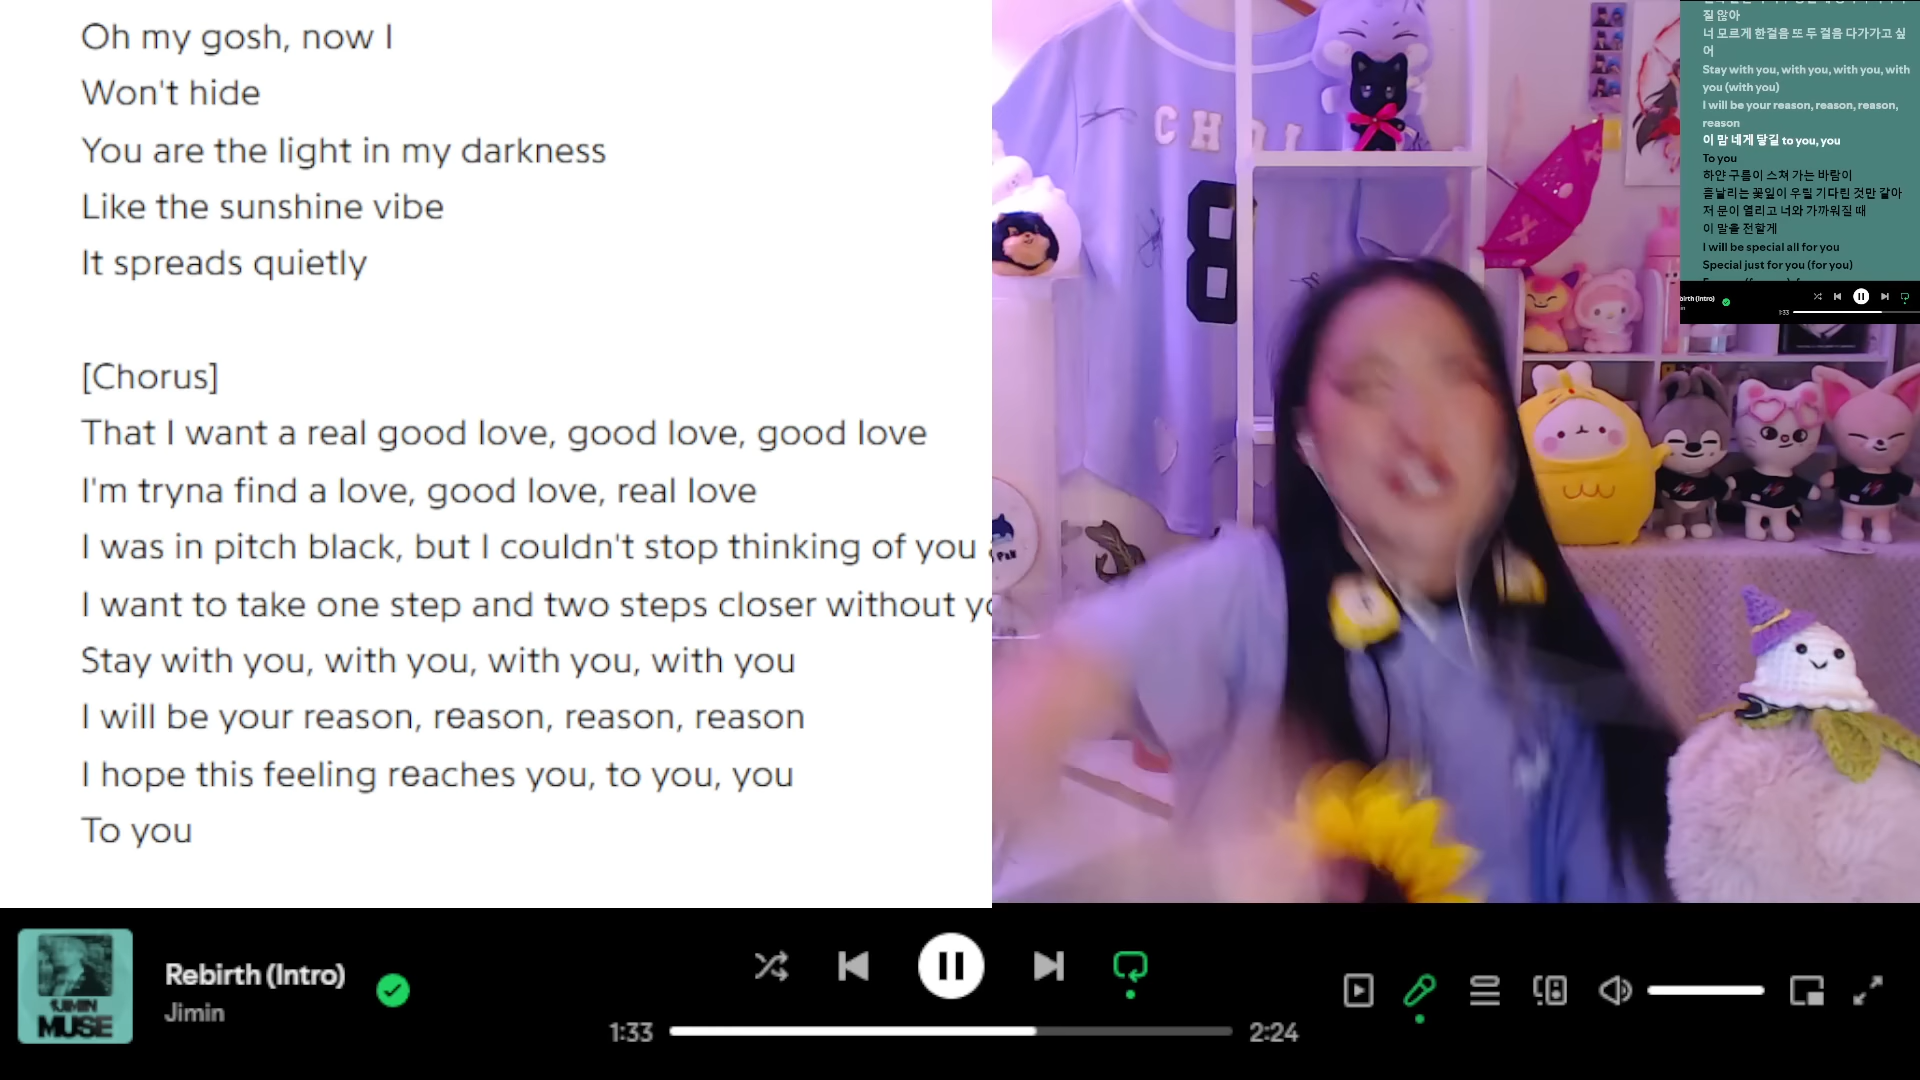 Oh my gosh, now I
Won't hide
You are the light in my darkness
Like the sunshine vibe
It spreads quietly
[Chorus]
That I want a real good love, good love, good love
I'm tryna find a love, good love, real love
I was in pitch black, but I couldn't stop thinking of you
I want to take one step and two steps closer without
Stay with you, with you, with you, with you
I will be your reason, reason, reason, reason
I hope this feeling reaches you, to you, you
To you
CHOI
8
질 않아
너 모르게 한걸음 또 두 걸음 다가가고 싶
어
Stay with you, with you, with you, with
you (with you)
I will be your reason, reason, reason,
reason
이 맘 네게 닿길 to you, you
To you
하얀 구름이 스쳐 가는 바람이
흩날리는 꽃잎이 우릴 기다린 것만 같아
저 문이 열리고 너와 가까워질 때
이 말을 전할게
I will be special all for you
Special just for you (for you)
(Intro)
1:33
JIMIN
MUSE
Rebirth (Intro)
Jimin
1:33
2:24